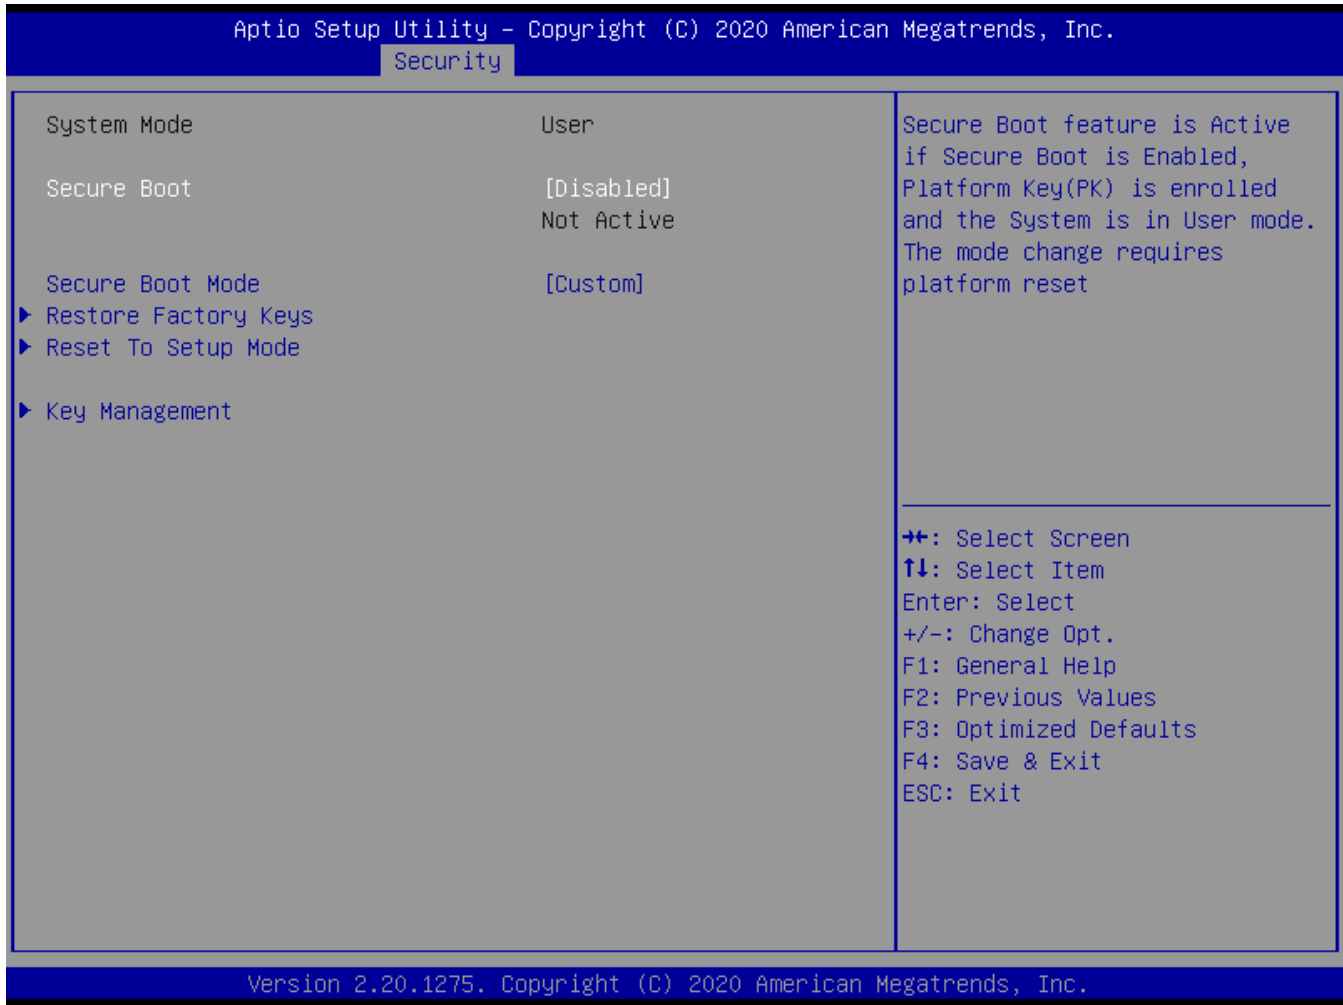 Aptio Setup Utility – Copyright (C) 2020 American Megatrends, Inc.
Security
System Mode User
Secure Boot [Disabled]
Not Active
Secure Boot Mode [Custom]
Restore Factory Keys
Reset To Setup Mode
Key Management
Secure Boot feature is Active
if Secure Boot is Enabled,
Platform Key(PK) is enrolled
and the System is in User mode.
The mode change requires
platform reset
→←: Select Screen
↑↓: Select Item
Enter: Select
+/-: Change Opt.
F1: General Help
F2: Previous Values
F3: Optimized Defaults
F4: Save & Exit
ESC: Exit
Version 2.20.1275. Copyright (C) 2020 American Megatrends, Inc.